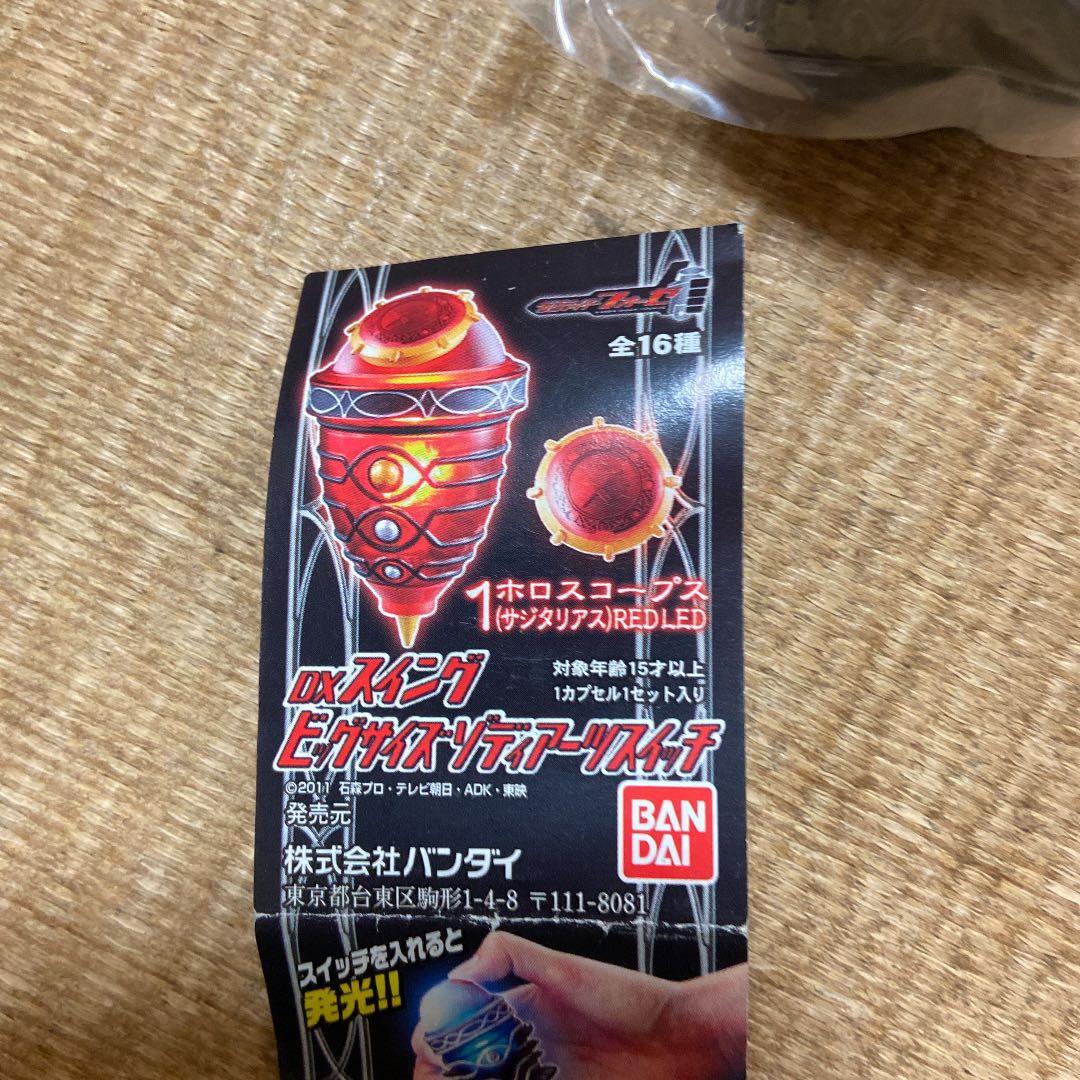 仮面ライダーフォーゼ
全16種
1 ホロスコープス
(サジタリアス)RED LED
対象年齢15才以上
1カプセル1セット入り
DXスイング
ビッグサイズゾディアーツスイッチ
©2011 石森プロ・テレビ朝日・ADK・東映
発売元
株式会社バンダイ
東京都台東区駒形1-4-8 〒111-8081
BAN
DAI
スイッチを入れると
発光!!